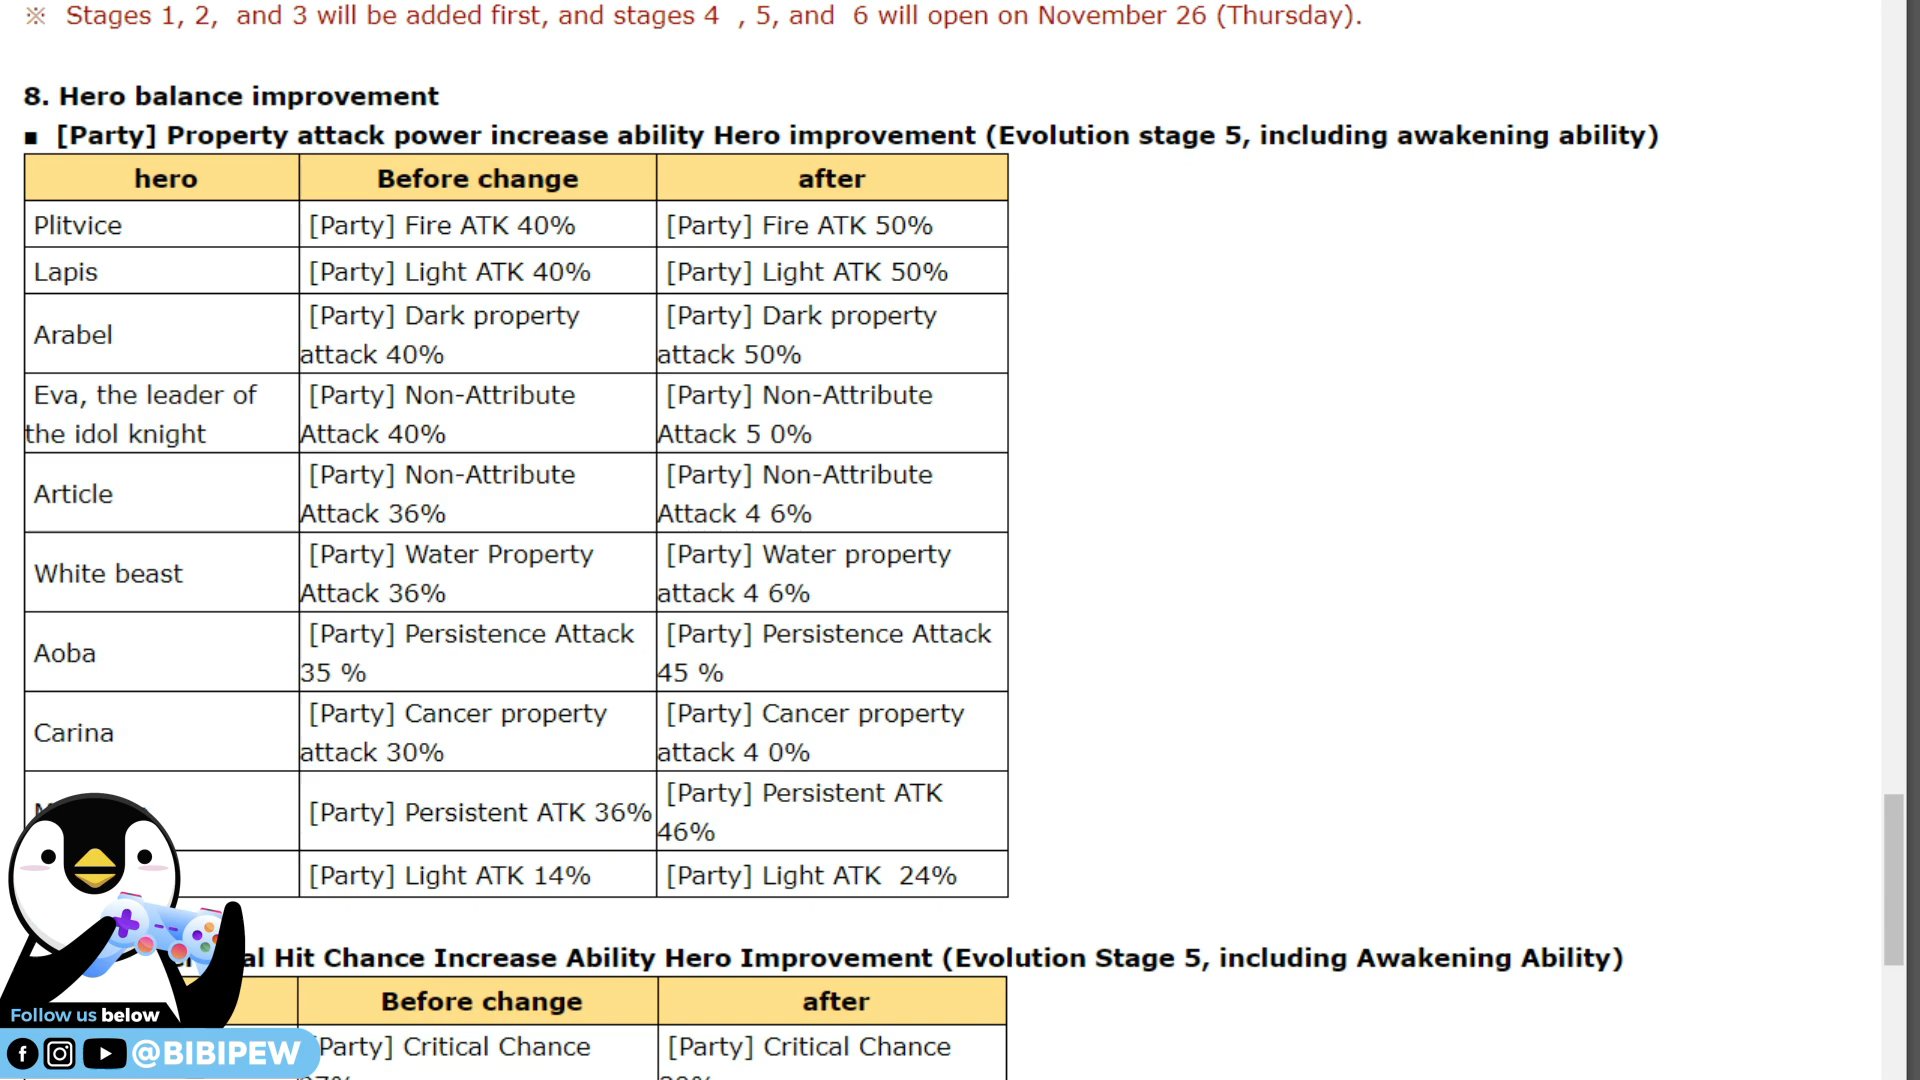 ※ Stages 1, 2, and 3 will be added first, and stages 4 , 5, and 6 will open on November 26 (Thursday).
8. Hero balance improvement
▪ [Party] Property attack power increase ability Hero improvement (Evolution stage 5, including awakening ability)
hero Before change after
Plitvice [Party] Fire ATK 40% [Party] Fire ATK 50%
Lapis [Party] Light ATK 40% [Party] Light ATK 50%
Arabel [Party] Dark property attack 40% [Party] Dark property attack 50%
Eva, the leader of the idol knight [Party] Non-Attribute Attack 40% [Party] Non-Attribute Attack 5 0%
Article [Party] Non-Attribute Attack 36% [Party] Non-Attribute Attack 4 6%
White beast [Party] Water Property Attack 36% [Party] Water property attack 4 6%
Aoba [Party] Persistence Attack 35 % [Party] Persistence Attack 45 %
Carina [Party] Cancer property attack 30% [Party] Cancer property attack 4 0%
[Party] Persistent ATK 36% [Party] Persistent ATK 46%
[Party] Light ATK 14% [Party] Light ATK 24%
Hit Chance Increase Ability Hero Improvement (Evolution Stage 5, including Awakening Ability)
Before change after
[Party] Critical Chance [Party] Critical Chance
Follow us below
@BIBIPEW